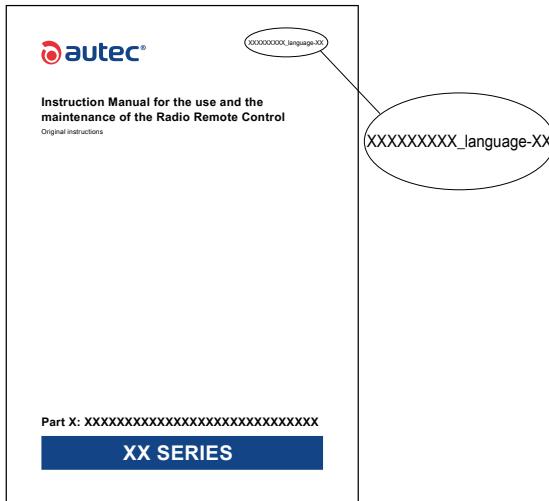 autec®
XXXXXXXXX_language-XX
Instruction Manual for the use and the
maintenance of the Radio Remote Control
Original instructions
XXXXXXXXX_language-XX
Part X: XXXXXXXXXXXXXXXXXXXXXXXXXXXXX
XX SERIES